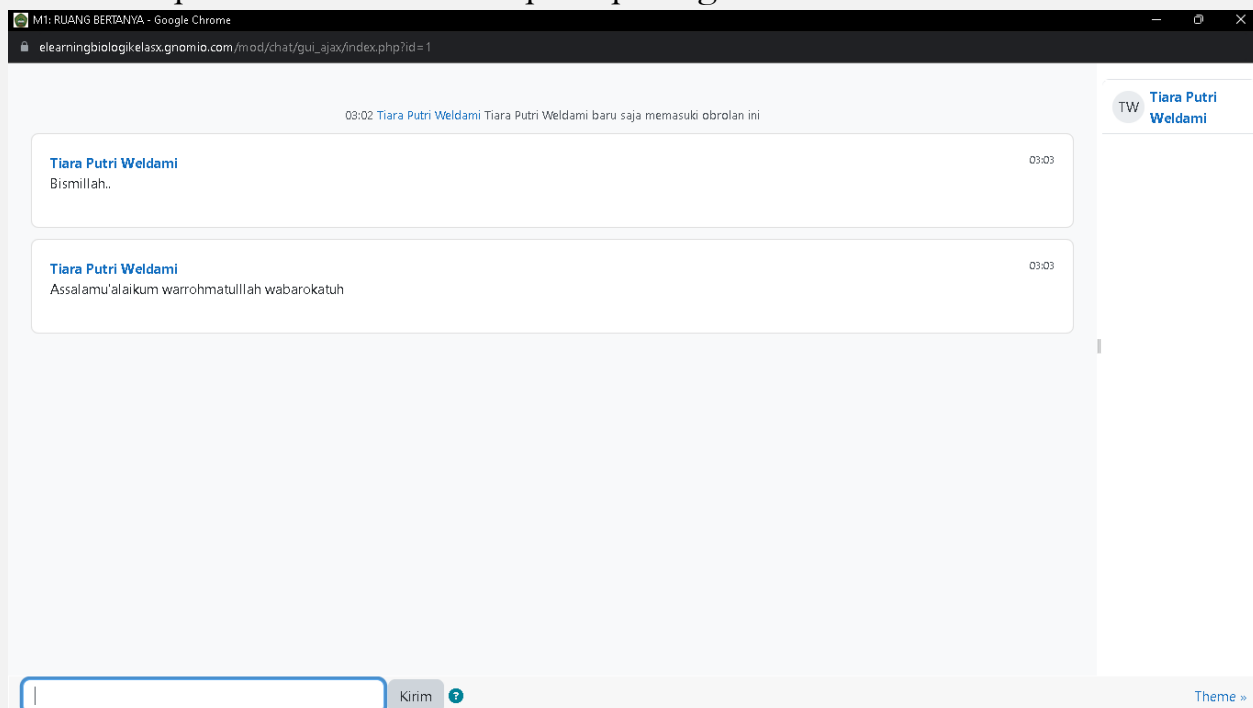 M1: RUANG BERTANYA - Google Chrome
elearningbiologikelasx.gnomio.com/mod/chat/gui_ajax/index.php?id=1
03:02 Tiara Putri Weldami Tiara Putri Weldami baru saja memasuki obrolan ini
Tiara Putri Weldami 03:03
Bismillah..
Tiara Putri Weldami 03:03
Assalamu'alaikum warrohmatulllah wabarokatuh
TW Tiara Putri
Weldami
Kirim ?
Theme »